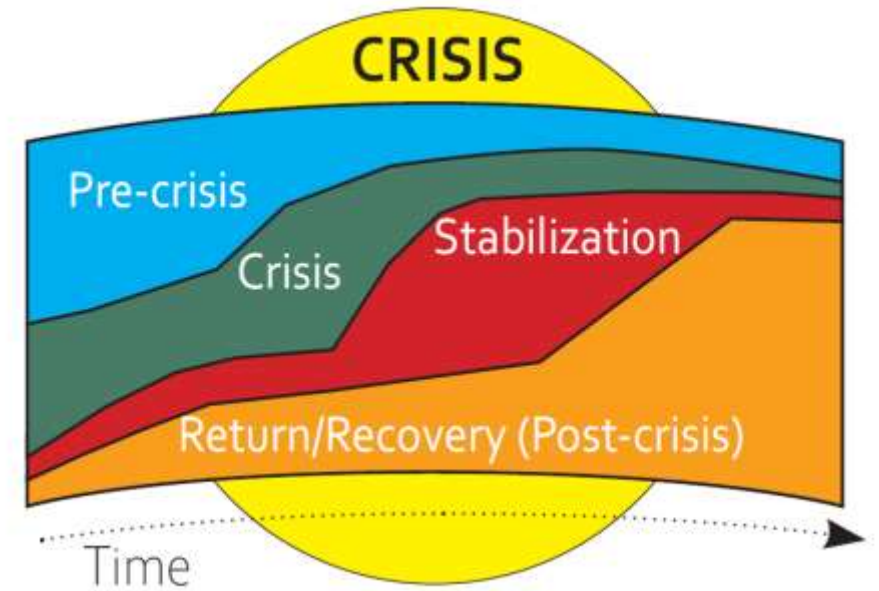 CRISIS
Pre-crisis
Crisis
Stabilization
Return/Recovery (Post-crisis)
Time